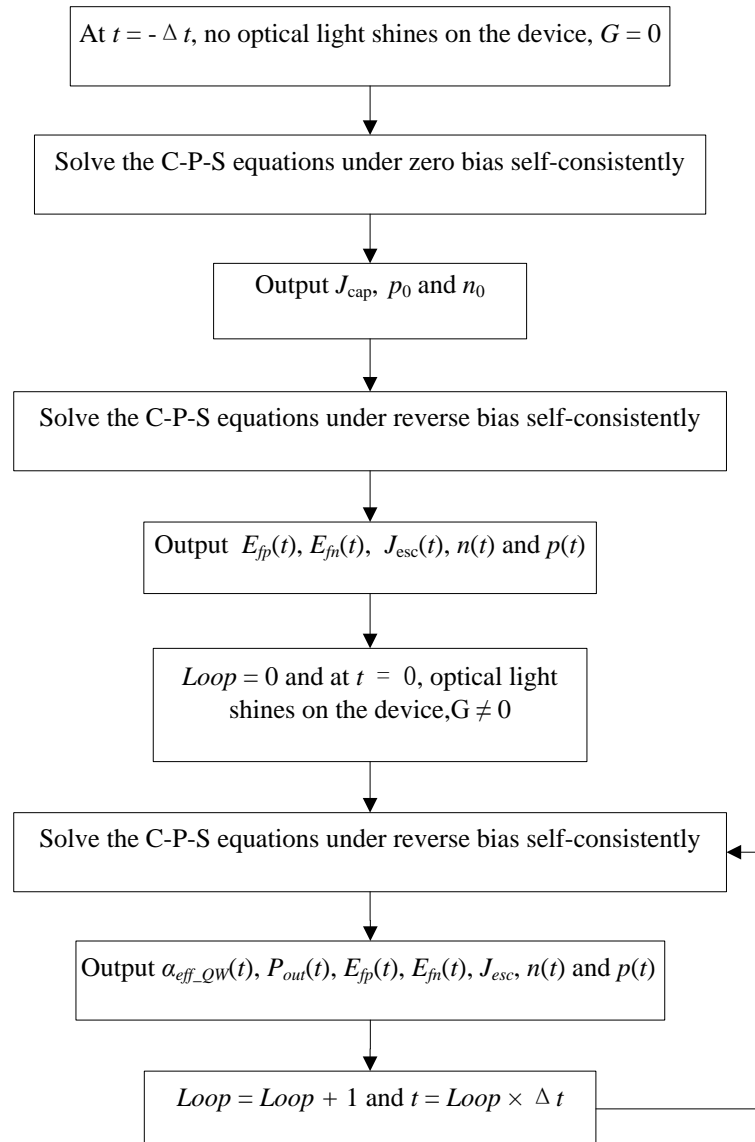 At t = - Δ t, no optical light shines on the device, G = 0
Solve the C-P-S equations under zero bias self-consistently
Output J_cap, p_0 and n_0
Solve the C-P-S equations under reverse bias self-consistently
Output E_fp(t), E_fn(t), J_esc(t), n(t) and p(t)
Loop = 0 and at t = 0, optical light
shines on the device,G ≠ 0
Solve the C-P-S equations under reverse bias self-consistently
Output α_eff_QW(t), P_out(t), E_fp(t), E_fn(t), J_esc, n(t) and p(t)
Loop = Loop + 1 and t = Loop × Δ t